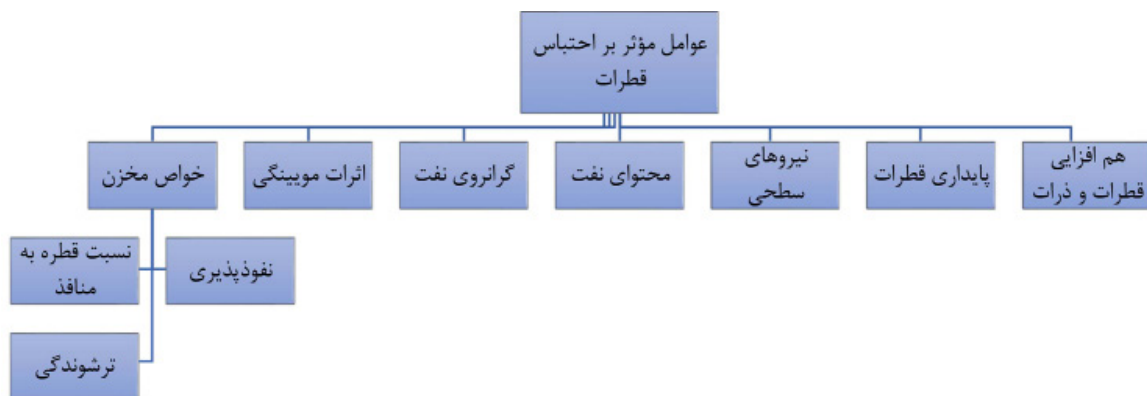 عوامل مؤثر بر احتباس
قطرات
هم افزایی
قطرات و ذرات
پایداری قطرات
نیروهای
سطحی
محتوای نفت
گرانروی نفت
اثرات مویینگی
خواص مخزن
نفوذپذیری
نسبت قطره به
منافذ
ترشوندگی